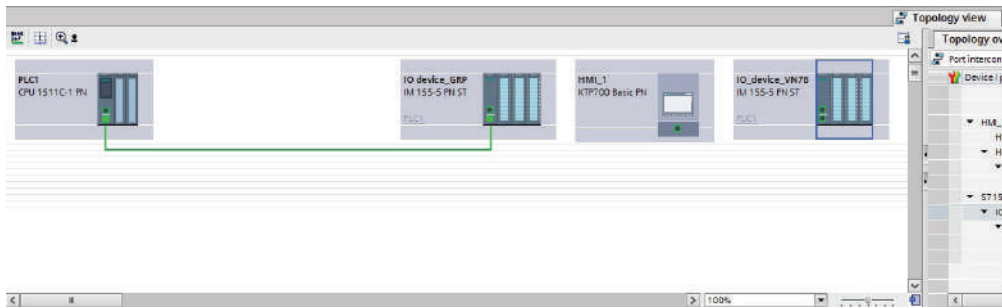 Topology view
Topology ov
Port intercon
Device / p
PLC1
CPU 1511C-1 PN
IO device_GRP
IM 155-5 PN ST
PLC1
HMI_1
KTP700 Basic PN
IO_device_VN78
IM 155-5 PN ST
PLC1
HMI_
H
H
S715
IO
100%